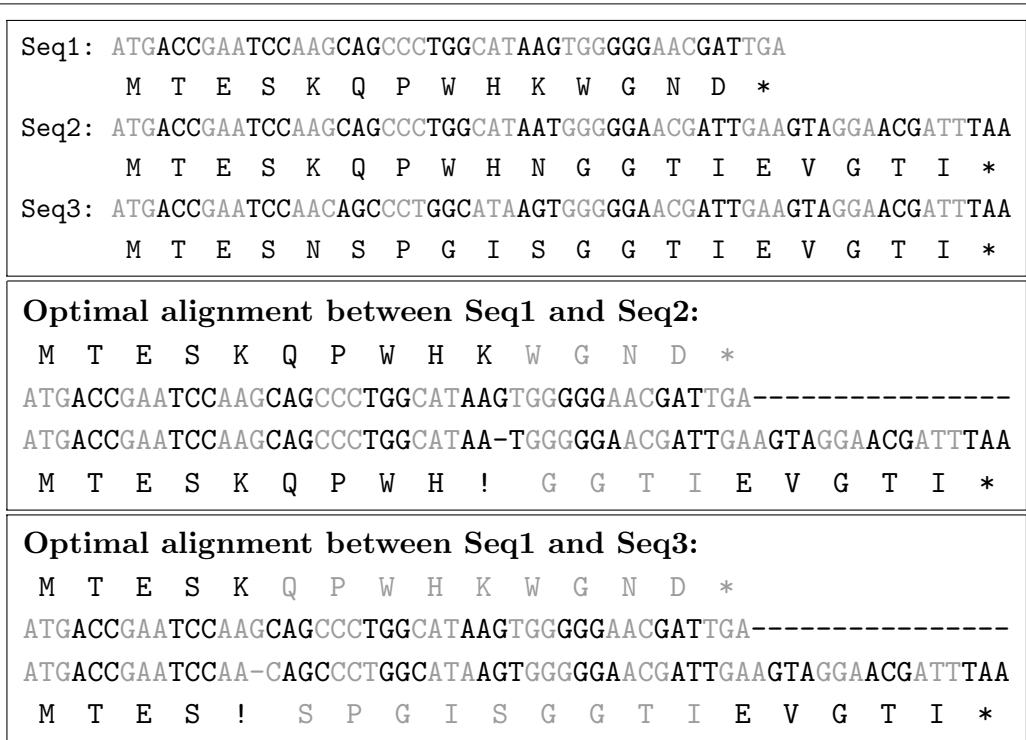 Seq1: ATGACCGAATCCAAGCAGCCCTGGCATAAGTGGGGGAACGATTGA
M T E S K Q P W H K W G N D *
Seq2: ATGACCGAATCCAAGCAGCCCTGGCATAATGGGGGAACGATTGAAGTAGGAACGATTTAA
M T E S K Q P W H N G G T I E V G T I *
Seq3: ATGACCGAATCCAACAGCCCTGGCATAAGTGGGGGAACGATTGAAGTAGGAACGATTTAA
M T E S N S P G I S G G T I E V G T I *
Optimal alignment between Seq1 and Seq2:
M T E S K Q P W H K W G N D *
ATGACCGAATCCAAGCAGCCCTGGCATAAGTGGGGGAACGATTGA----------------
ATGACCGAATCCAAGCAGCCCTGGCATAA-TGGGGGAACGATTGAAGTAGGAACGATTTAA
M T E S K Q P W H ! G G T I E V G T I *
Optimal alignment between Seq1 and Seq3:
M T E S K Q P W H K W G N D *
ATGACCGAATCCAAGCAGCCCTGGCATAAGTGGGGGAACGATTGA----------------
ATGACCGAATCCAA-CAGCCCTGGCATAAGTGGGGGAACGATTGAAGTAGGAACGATTTAA
M T E S ! S P G I S G G T I E V G T I *